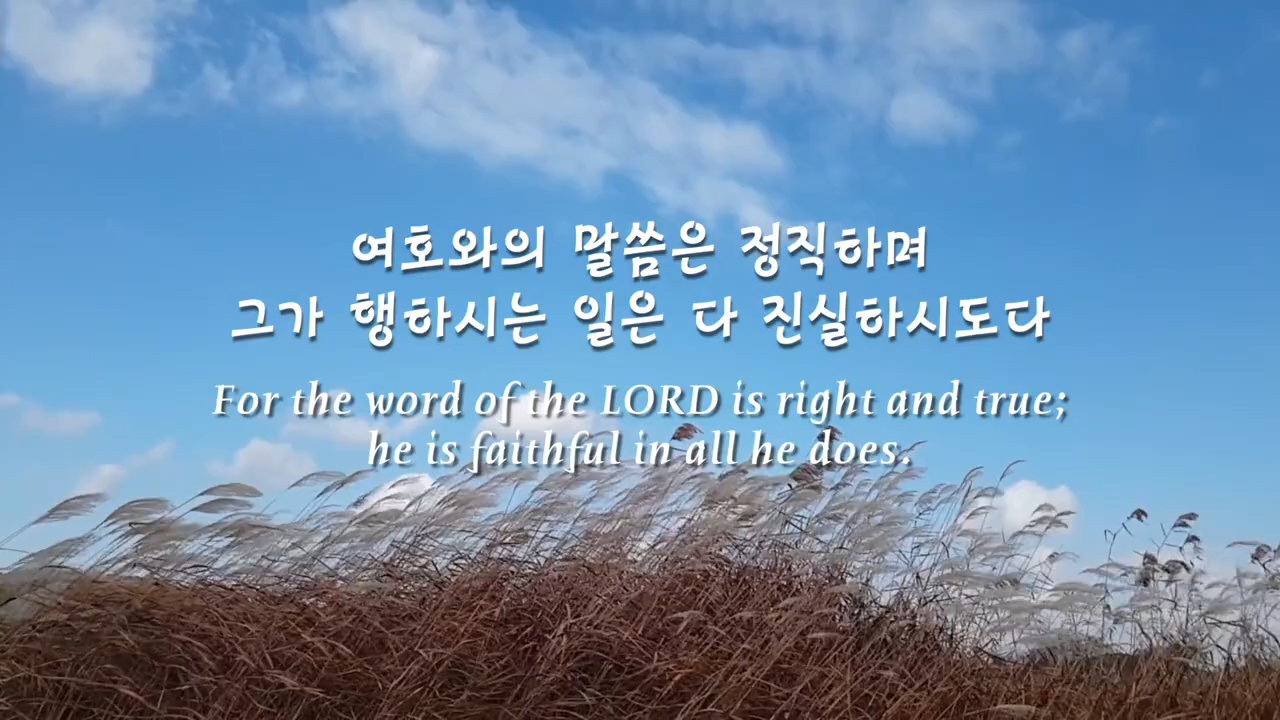 여호와의 말씀은 정직하며
그가 행하시는 일은 다 진실하시도다
For the word of the LORD is right and true;
he is faithful in all he does.